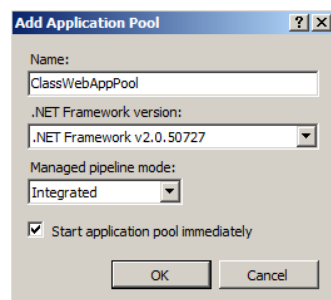 Add Application Pool
Name:
ClassWebAppPool
.NET Framework version:
.NET Framework v2.0.50727
Managed pipeline mode:
Integrated
Start application pool immediately
OK Cancel